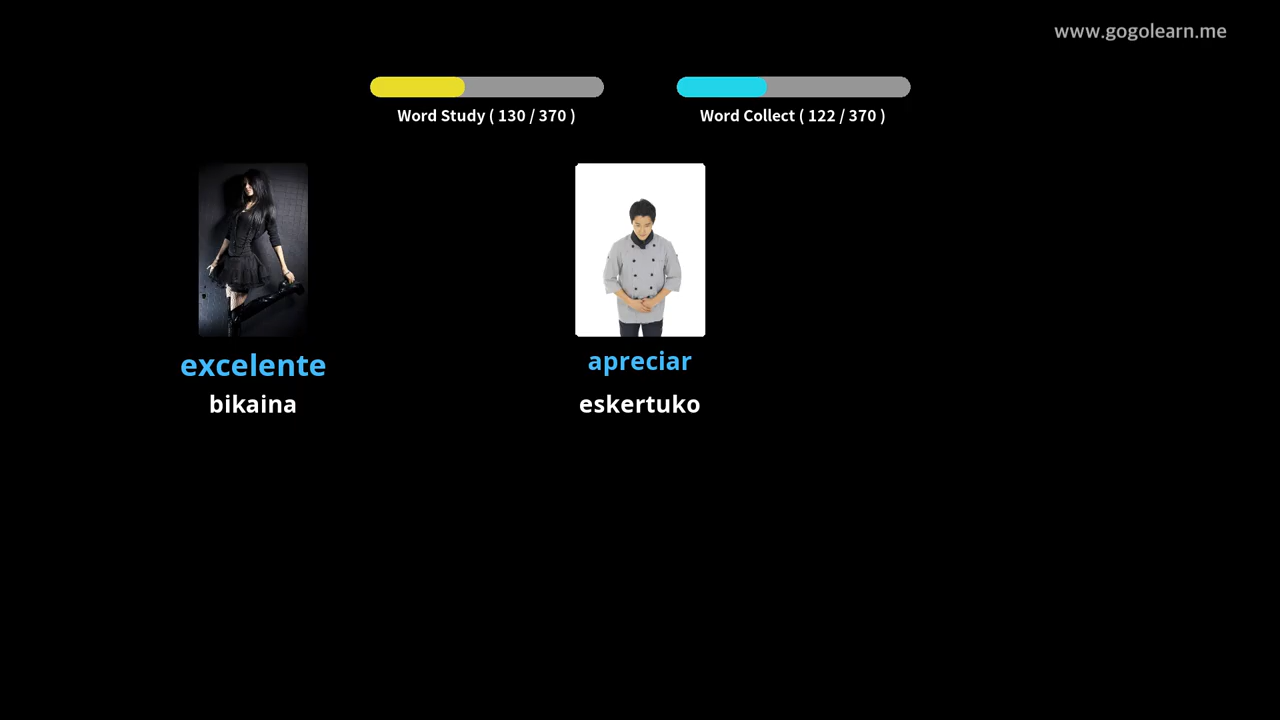 www.gogolearn.me
Word Study ( 130 / 370 )
Word Collect ( 122 / 370 )
excelente
bikaina
apreciar
eskertuko